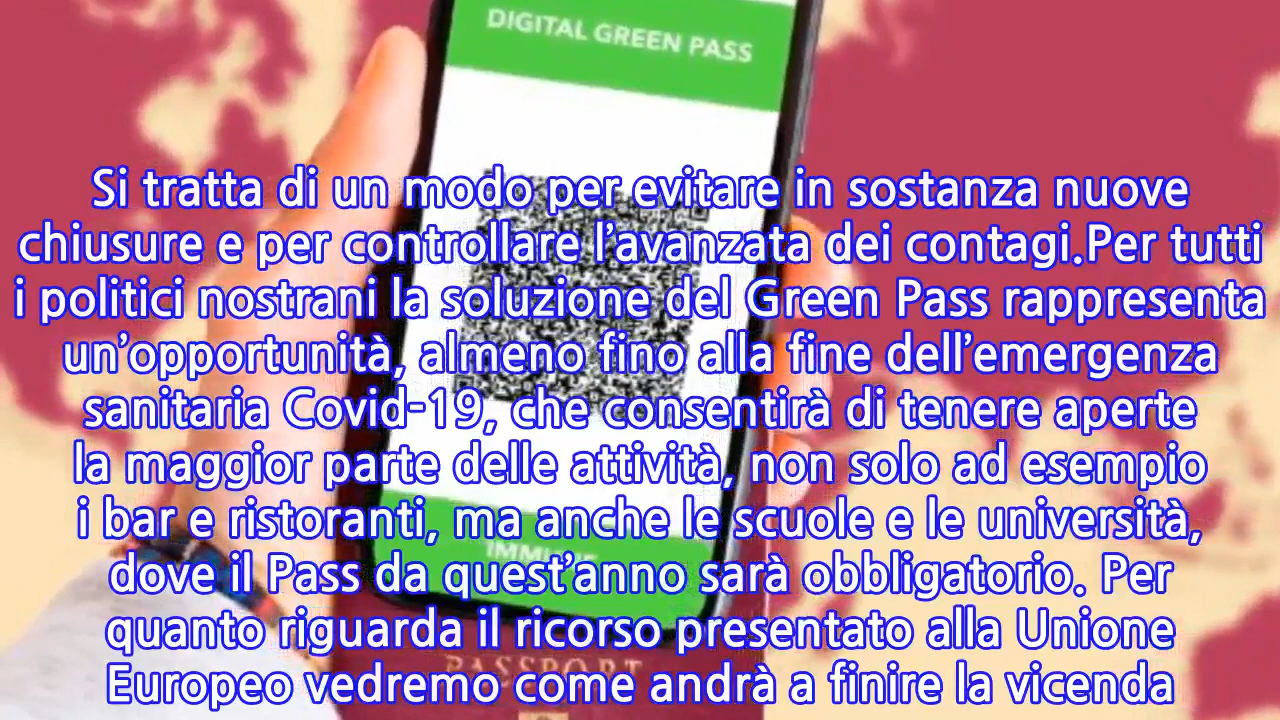 DIGITAL GREEN PASS
Si tratta di un modo per evitare in sostanza nuove
chiusure e per controllare l'avanzata dei contagi.Per tutti
i politici nostrani la soluzione del Green Pass rappresenta
un'opportunità, almeno fino alla fine dell'emergenza
sanitaria Covid-19, che consentirà di tenere aperte
la maggior parte delle attività, non solo ad esempio
i bar e ristoranti, ma anche le scuole e le università,
dove il Pass da quest'anno sarà obbligatorio. Per
quanto riguarda il ricorso presentato alla Unione
Europeo vedremo come andrà a finire la vicenda
PASSPORT